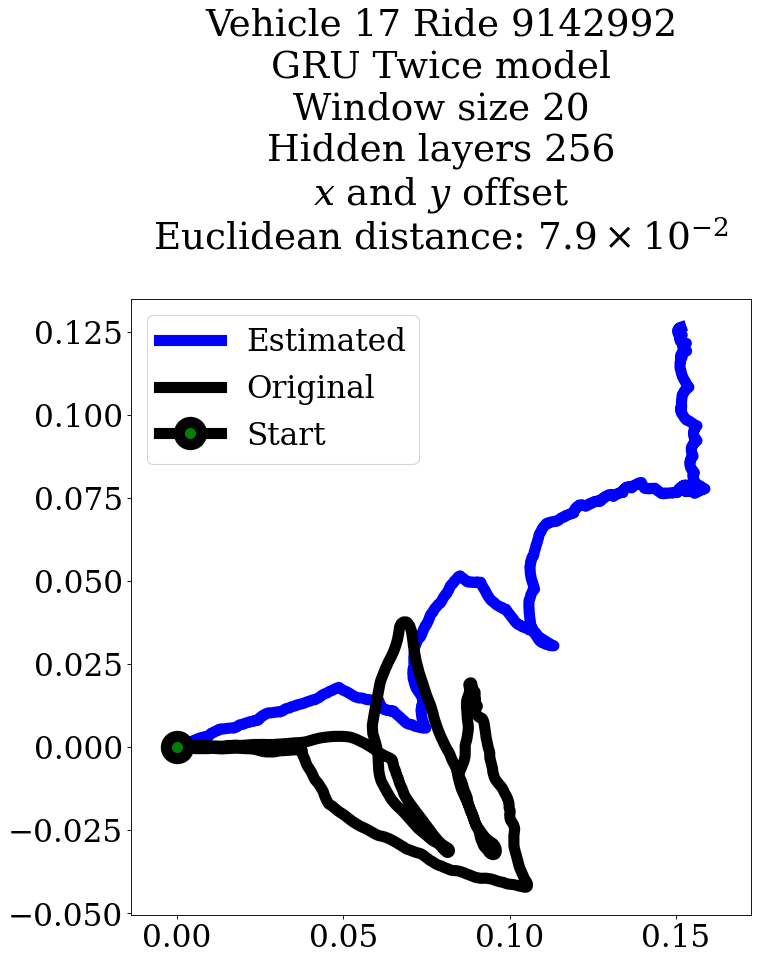 Vehicle 17 Ride 9142992
GRU Twice model
Window size 20
Hidden layers 256
x and y offset
Euclidean distance: 7.9 × 10⁻²
Estimated
Original
Start
0.125
0.100
0.075
0.050
0.025
0.000
−0.025
−0.050
0.00 0.05 0.10 0.15